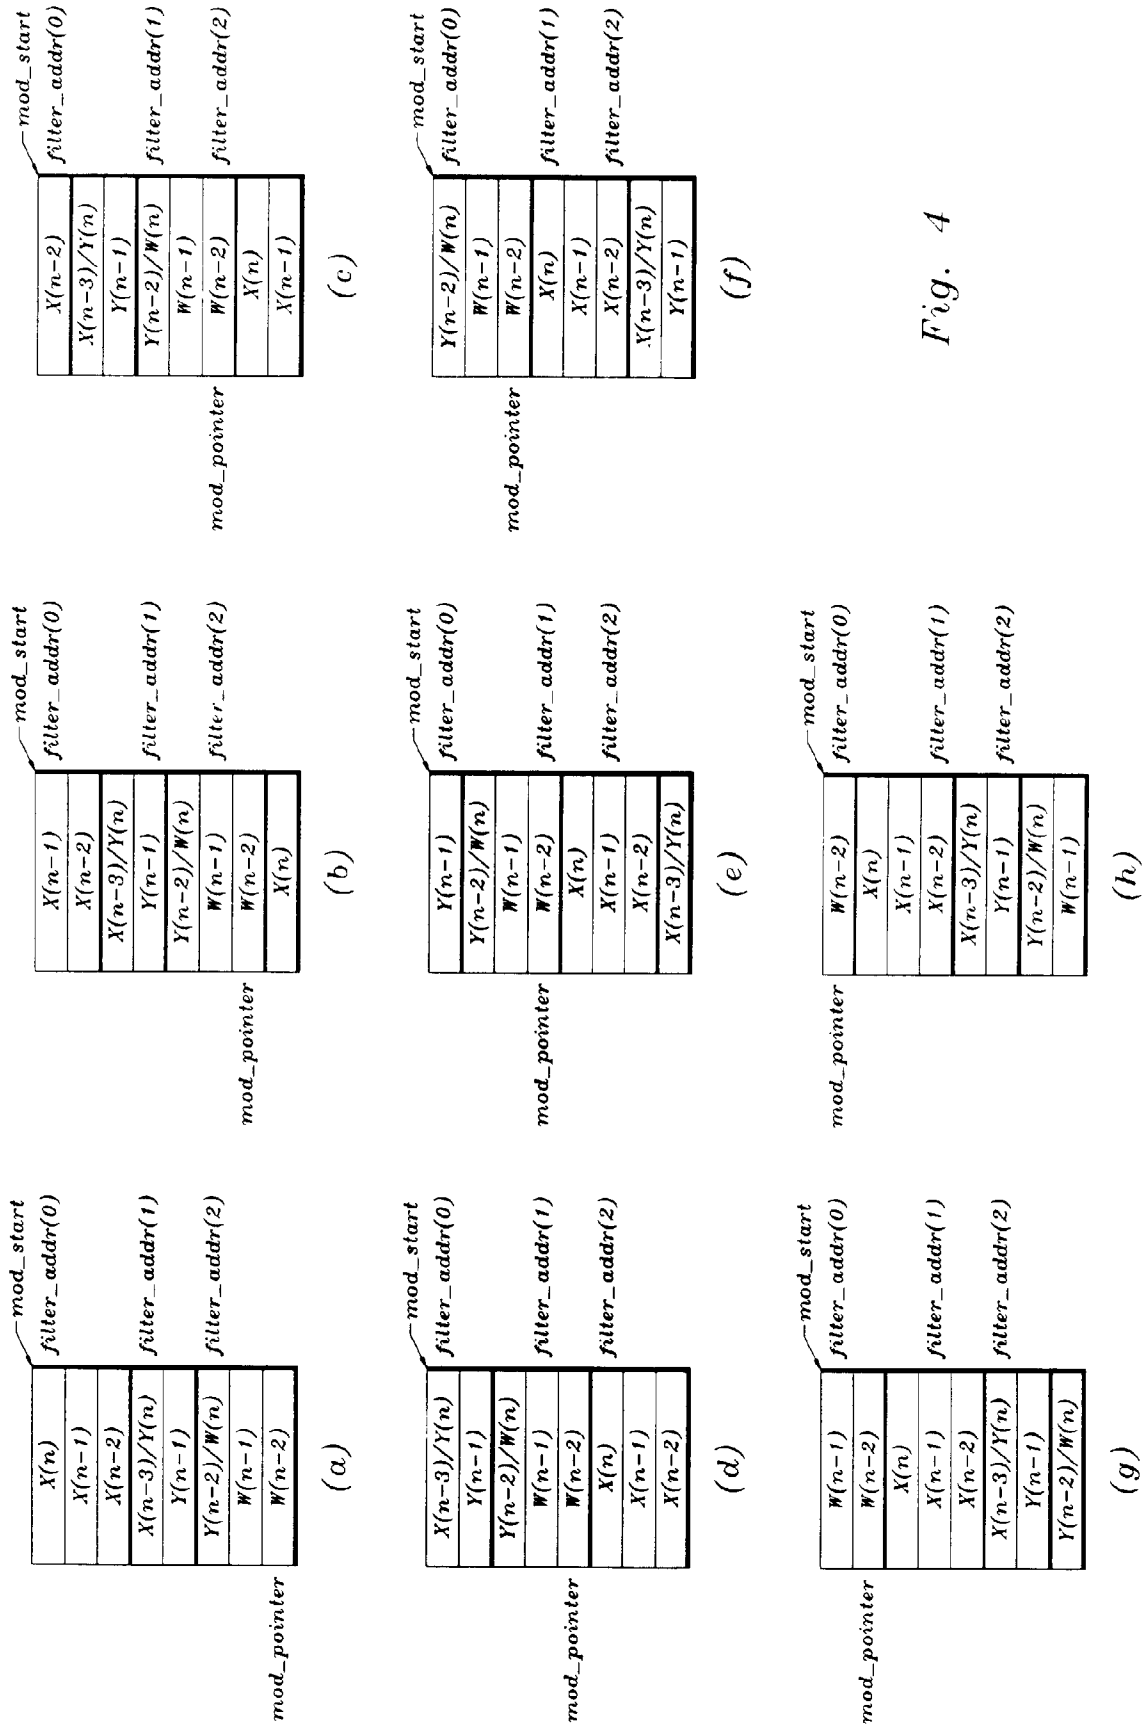 mod_start
X(n) filter_addr(0)
X(n-1)
X(n-2)
X(n-3)/Y(n) filter_addr(1)
Y(n-1)
Y(n-2)/W(n) filter_addr(2)
W(n-1)
mod_pointer W(n-2)
(a)
mod_start
X(n-1) filter_addr(0)
X(n-2)
X(n-3)/Y(n)
Y(n-1) filter_addr(1)
Y(n-2)/W(n)
W(n-1) filter_addr(2)
mod_pointer W(n-2)
X(n)
(b)
mod_start
X(n-2) filter_addr(0)
X(n-3)/Y(n)
Y(n-1)
Y(n-2)/W(n) filter_addr(1)
W(n-1)
mod_pointer W(n-2) filter_addr(2)
X(n)
X(n-1)
(c)
mod_start
X(n-3)/Y(n) filter_addr(0)
Y(n-1)
Y(n-2)/W(n)
W(n-1) filter_addr(1)
mod_pointer W(n-2)
X(n) filter_addr(2)
X(n-1)
X(n-2)
(d)
mod_start
Y(n-1) filter_addr(0)
Y(n-2)/W(n)
W(n-1)
mod_pointer W(n-2) filter_addr(1)
X(n)
X(n-1) filter_addr(2)
X(n-2)
X(n-3)/Y(n)
(e)
mod_start
Y(n-2)/W(n) filter_addr(0)
W(n-1)
mod_pointer W(n-2)
X(n) filter_addr(1)
X(n-1)
X(n-2) filter_addr(2)
X(n-3)/Y(n)
Y(n-1)
(f)
mod_start
W(n-1) filter_addr(0)
mod_pointer W(n-2)
X(n)
X(n-1) filter_addr(1)
X(n-2)
X(n-3)/Y(n) filter_addr(2)
Y(n-1)
Y(n-2)/W(n)
(g)
mod_start
mod_pointer W(n-2) filter_addr(0)
X(n)
X(n-1)
X(n-2) filter_addr(1)
X(n-3)/Y(n)
Y(n-1) filter_addr(2)
Y(n-2)/W(n)
W(n-1)
(h)
Fig. 4